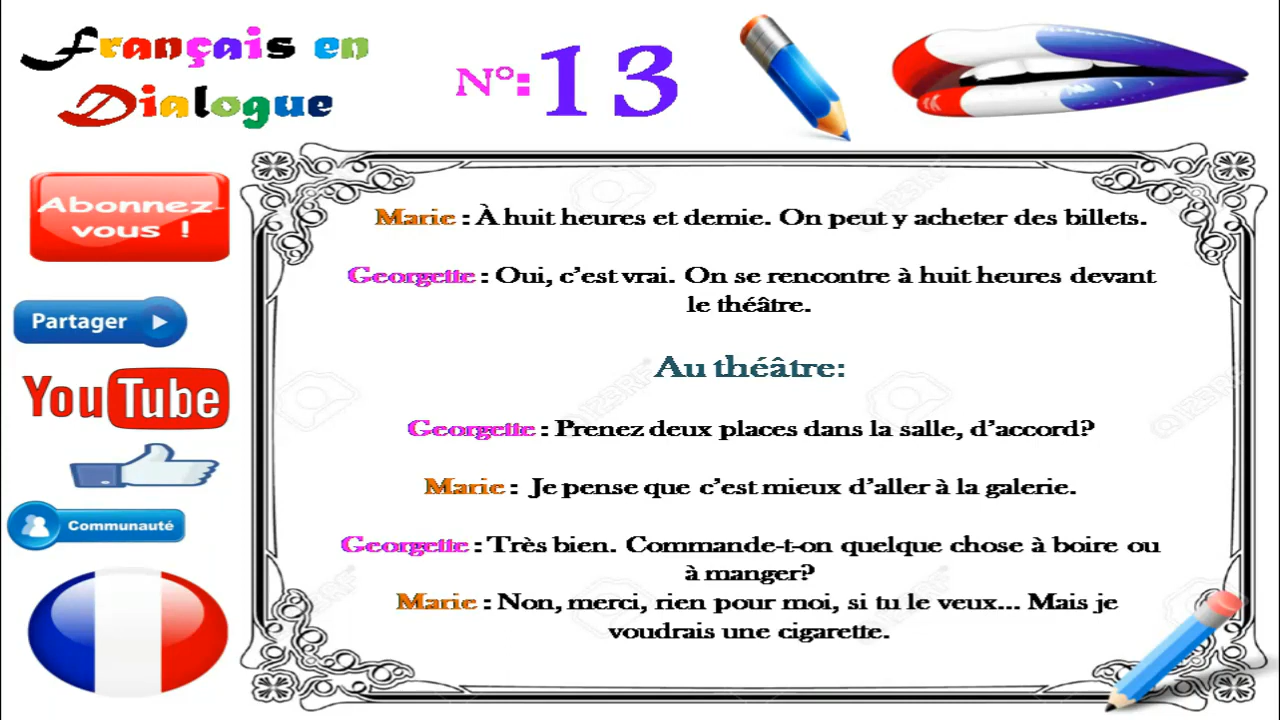 Français en
Dialogue
N°:13
Abonnez-
vous !
Partager
YouTube
Communauté
Marie : À huit heures et demie. On peut y acheter des billets.
Georgette : Oui, c’est vrai. On se rencontre à huit heures devant
le théâtre.
Au théâtre:
Georgette : Prenez deux places dans la salle, d’accord?
Marie : Je pense que c’est mieux d’aller à la galerie.
Georgette : Très bien. Commande-t-on quelque chose à boire ou
à manger?
Marie : Non, merci, rien pour moi, si tu le veux... Mais je
voudrais une cigarette.